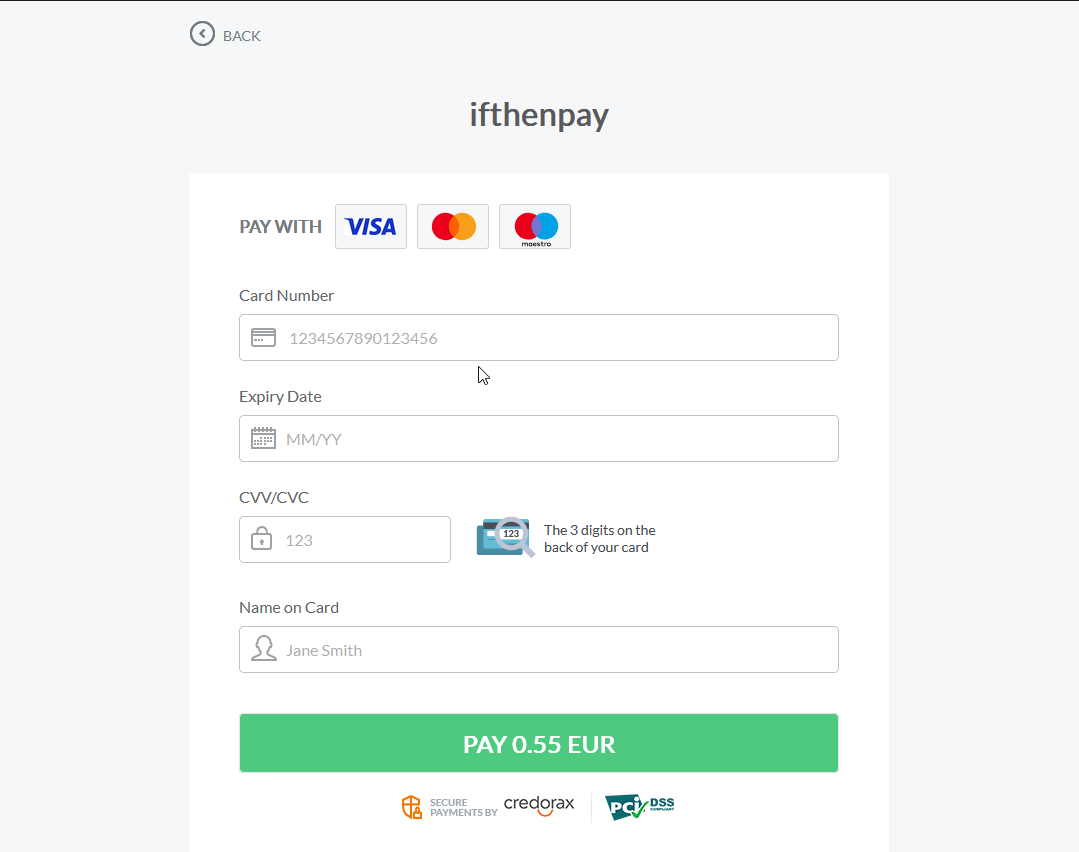 BACK
ifthenpay
PAY WITH VISA maestro
Card Number
1234567890123456
Expiry Date
MM/YY
CVV/CVC
123
123
The 3 digits on the
back of your card
Name on Card
Jane Smith
PAY 0.55 EUR
SECURE
PAYMENTS BY credorax
PCI DSS
COMPLIANT